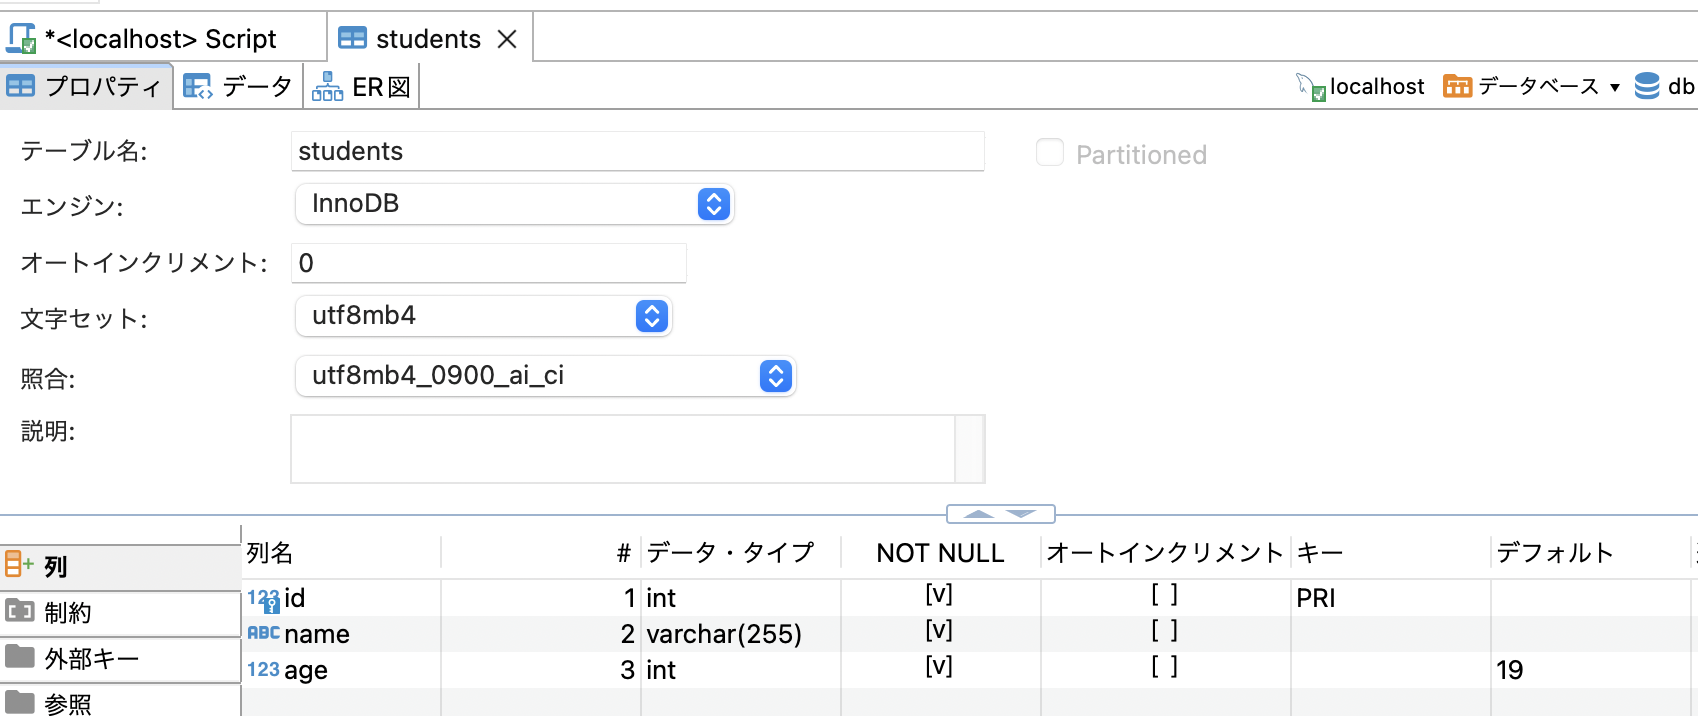 *<localhost> Script
students
プロパティ
データ
ER図
localhost
データベース
db
テーブル名:
students
Partitioned
エンジン:
InnoDB
オートインクリメント:
0
文字セット:
utf8mb4
照合:
utf8mb4_0900_ai_ci
説明:
列
制約
外部キー
参照
列名 # データ・タイプ NOT NULL オートインクリメント キー デフォルト
123 id 1 int [v] [ ] PRI
ABC name 2 varchar(255) [v] [ ]
123 age 3 int [v] [ ] 19